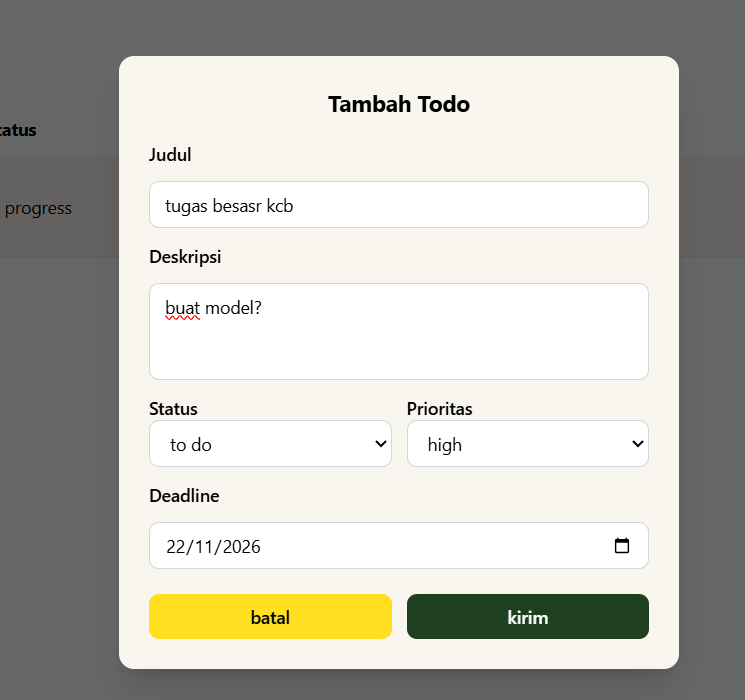 Tambah Todo
tatus
Judul
progress
tugas besasr kcb
Deskripsi
buat model?
Status Prioritas
to do high
Deadline
22/11/2026
batal kirim